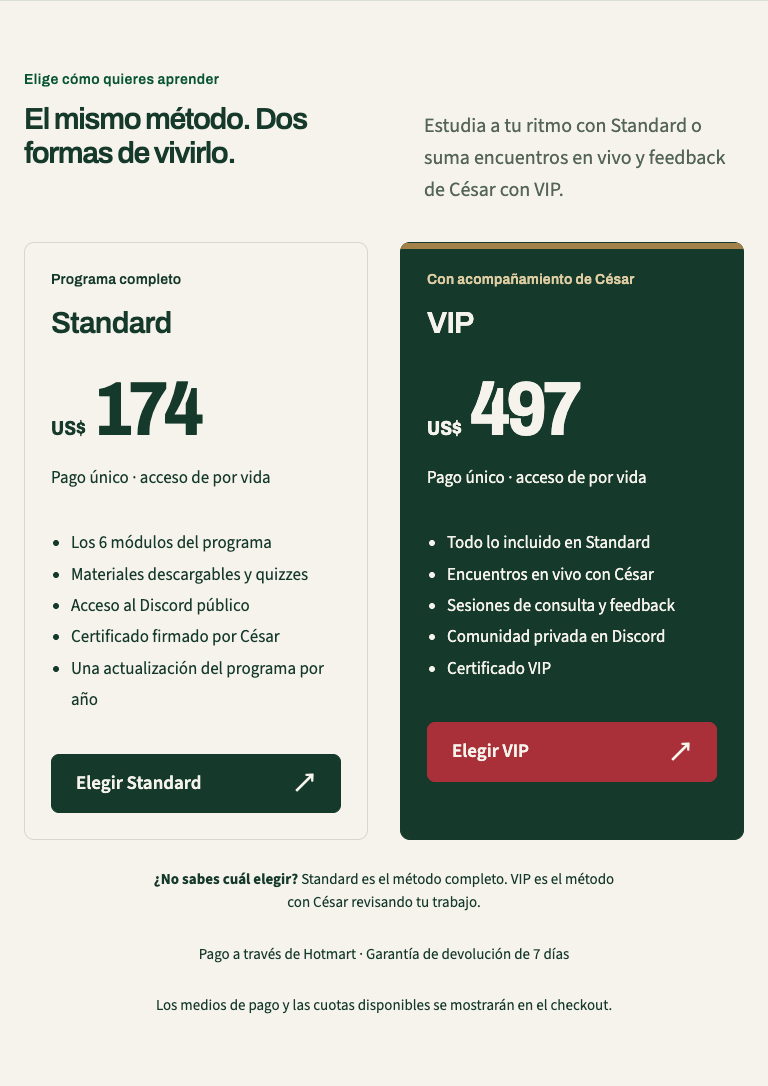 Elige cómo quieres aprender
El mismo método. Dos
formas de vivirlo.
Estudia a tu ritmo con Standard o
suma encuentros en vivo y feedback
de César con VIP.
Programa completo
Standard
US$ 174
Pago único · acceso de por vida
• Los 6 módulos del programa
• Materiales descargables y quizzes
• Acceso al Discord público
• Certificado firmado por César
• Una actualización del programa por
año
Elegir Standard ↗
Con acompañamiento de César
VIP
US$ 497
Pago único · acceso de por vida
• Todo lo incluido en Standard
• Encuentros en vivo con César
• Sesiones de consulta y feedback
• Comunidad privada en Discord
• Certificado VIP
Elegir VIP ↗
¿No sabes cuál elegir? Standard es el método completo. VIP es el método
con César revisando tu trabajo.
Pago a través de Hotmart · Garantía de devolución de 7 días
Los medios de pago y las cuotas disponibles se mostrarán en el checkout.